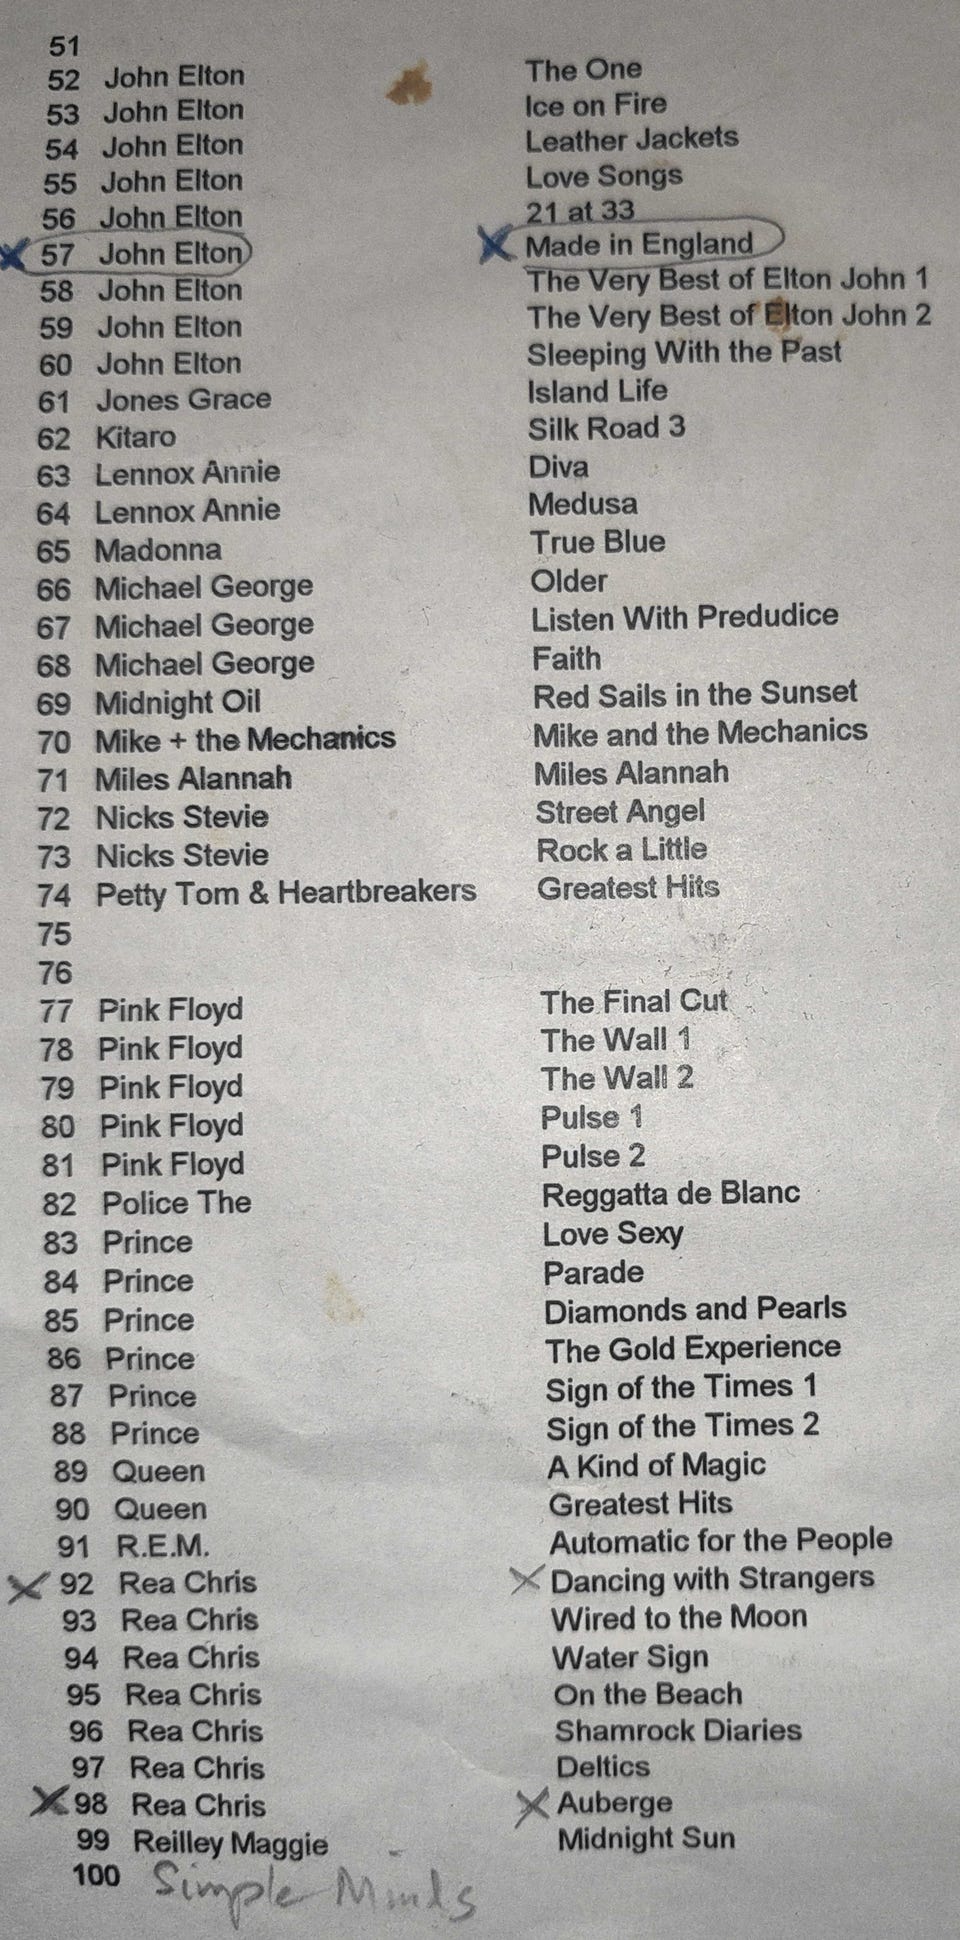 51
52 John Elton The One
53 John Elton Ice on Fire
54 John Elton Leather Jackets
55 John Elton Love Songs
56 John Elton 21 at 33
X 57 John Elton X Made in England
58 John Elton The Very Best of Elton John 1
59 John Elton The Very Best of Elton John 2
60 John Elton Sleeping With the Past
61 Jones Grace Island Life
62 Kitaro Silk Road 3
63 Lennox Annie Diva
64 Lennox Annie Medusa
65 Madonna True Blue
66 Michael George Older
67 Michael George Listen With Predudice
68 Michael George Faith
69 Midnight Oil Red Sails in the Sunset
70 Mike + the Mechanics Mike and the Mechanics
71 Miles Alannah Miles Alannah
72 Nicks Stevie Street Angel
73 Nicks Stevie Rock a Little
74 Petty Tom & Heartbreakers Greatest Hits
75
76
77 Pink Floyd The Final Cut
78 Pink Floyd The Wall 1
79 Pink Floyd The Wall 2
80 Pink Floyd Pulse 1
81 Pink Floyd Pulse 2
82 Police The Reggatta de Blanc
83 Prince Love Sexy
84 Prince Parade
85 Prince Diamonds and Pearls
86 Prince The Gold Experience
87 Prince Sign of the Times 1
88 Prince Sign of the Times 2
89 Queen A Kind of Magic
90 Queen Greatest Hits
91 R.E.M. Automatic for the People
X 92 Rea Chris X Dancing with Strangers
93 Rea Chris Wired to the Moon
94 Rea Chris Water Sign
95 Rea Chris On the Beach
96 Rea Chris Shamrock Diaries
97 Rea Chris Deltics
X 98 Rea Chris X Auberge
99 Reilley Maggie Midnight Sun
100 Simple Minds